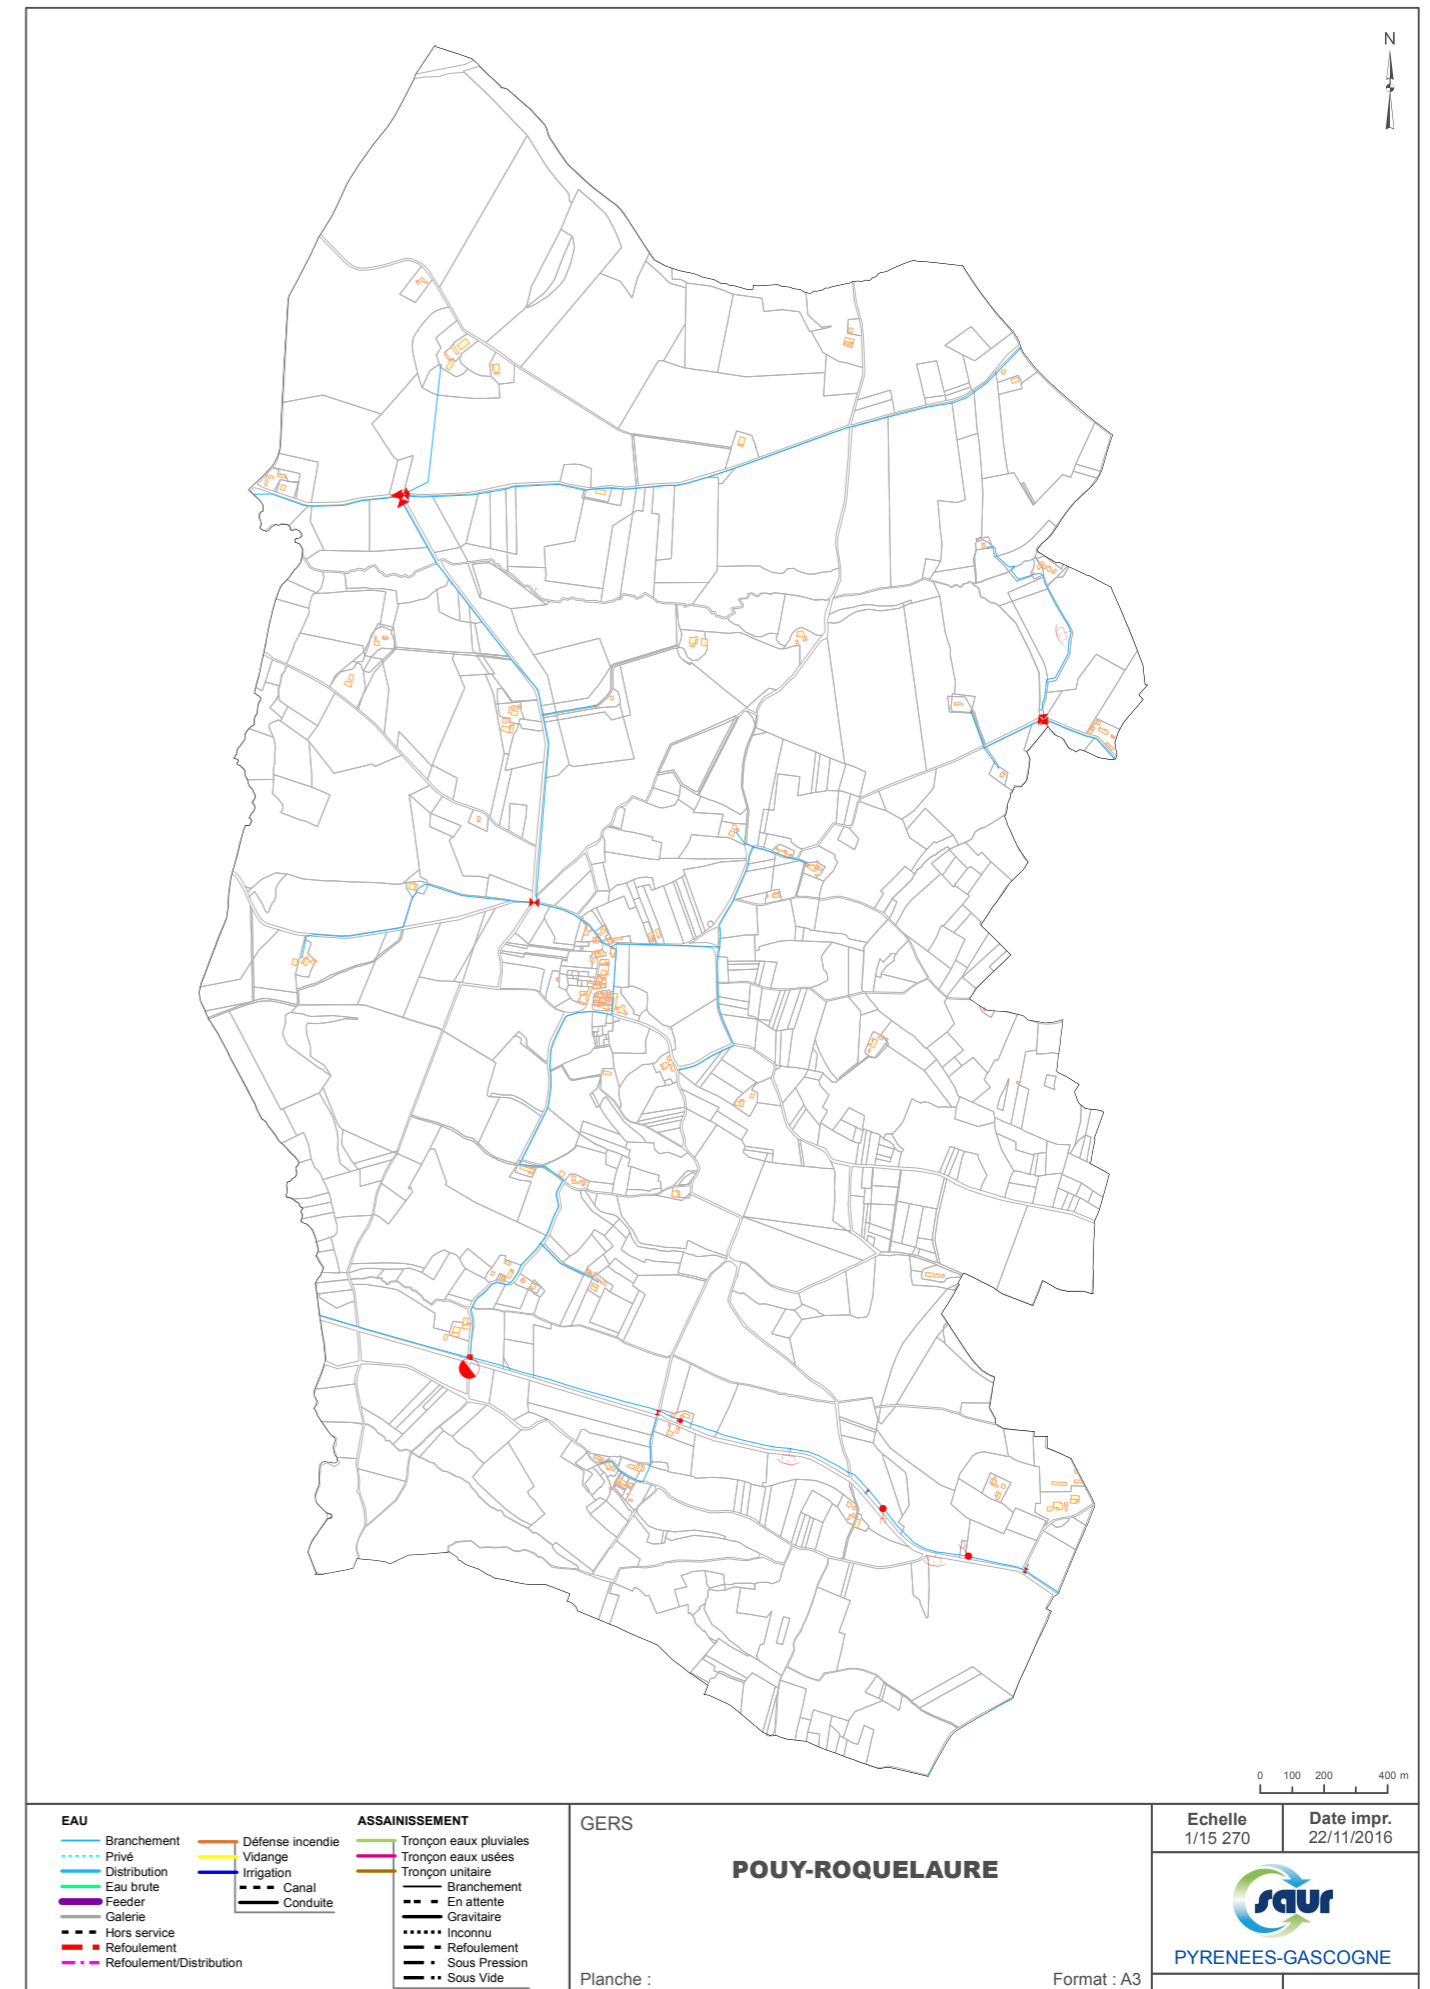 N
0 100 200 400 m
EAU
Branchement
Privé
Distribution
Eau brute
Feeder
Galerie
Hors service
Refoulement
Refoulement/Distribution
Défense incendie
Vidange
Irrigation
Canal
Conduite
ASSAINISSEMENT
Tronçon eaux pluviales
Tronçon eaux usées
Tronçon unitaire
Branchement
En attente
Gravitaire
Inconnu
Refoulement
Sous Pression
Sous Vide
GERS
POUY-ROQUELAURE
Planche :
Format : A3
Echelle
1/15 270
Date impr.
22/11/2016
saur
PYRENEES-GASCOGNE